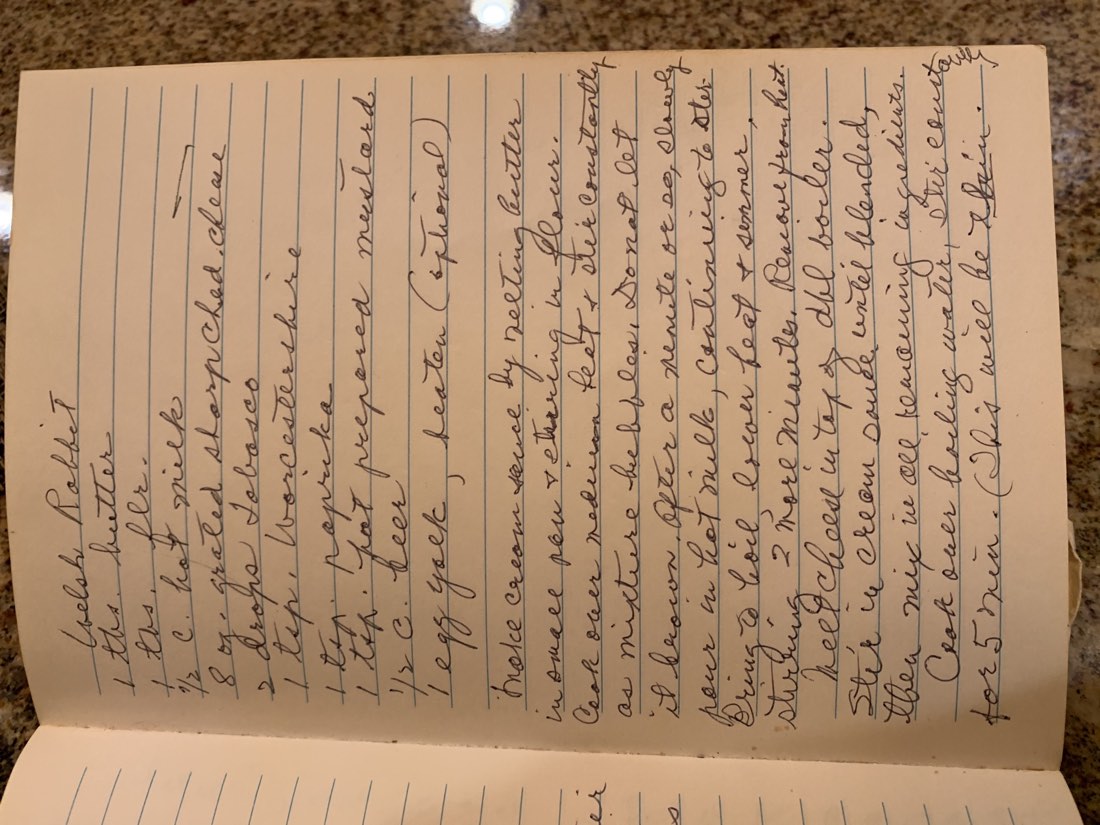 Welsh Rabbit
1 tbs. butter
1 tbs. flr.
1/2 c. hot milk
8 oz. grated sharp Ched. cheese
2 drops Tobasco
1 tsp. Worcestershire
1 tsp. paprika
1 tsp. hot prepared mustard
1/2 c. beer
1 egg yolk, beaten (optional)
Make cream sauce by melting butter
in small pan & stirring in flour.
Cook over medium heat & stir constantly
as mixture bubbles. Do not let
it brown. After a minute or so, slowly
pour in hot milk, continuing to stir.
Bring to boil, lower heat & simmer,
stirring 2 more minutes. Remove from heat.
Melt cheese in top of dbl boiler.
Stir in cream sauce until blended,
then mix in all remaining ingredients.
Cook over boiling water, stir constantly
for 5 min. (This will be thin.
er
s